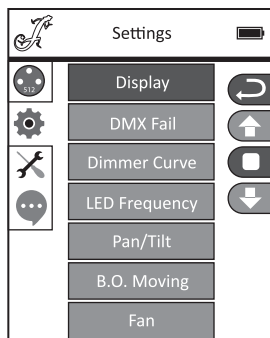 Settings
512
Display
DMX Fail
Dimmer Curve
LED Frequency
Pan/Tilt
B.O. Moving
Fan